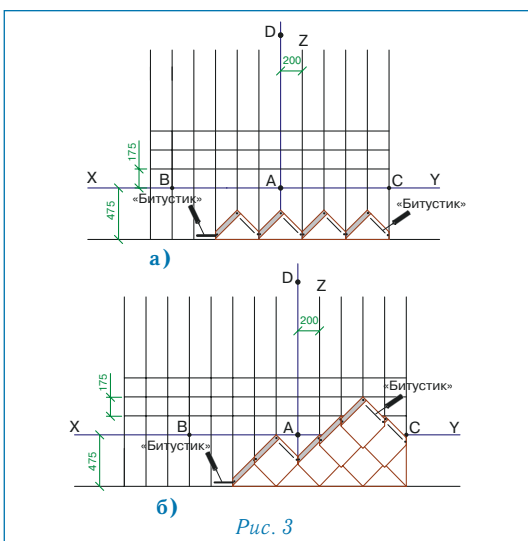 D
Z
200
175
X
B
A
C
Y
«Битустик»
«Битустик»
475
а)
D
Z
200
175
«Битустик»
X
B
A
C
Y
«Битустик»
475
б)
Рис. 3